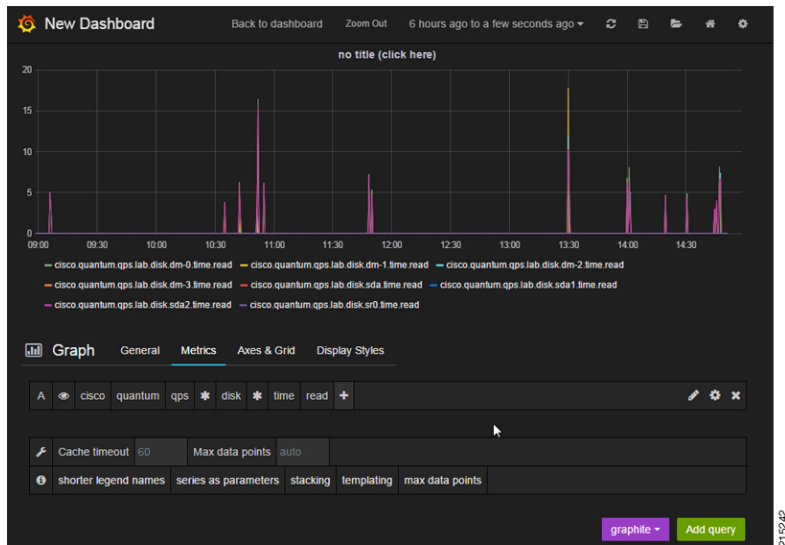 New Dashboard Back to dashboard Zoom Out 6 hours ago to a few seconds ago
no title (click here)
20
15
10
5
0
09:00 09:30 10:00 10:30 11:00 11:30 12:00 12:30 13:00 13:30 14:00 14:30
cisco.quantum.qps.lab.disk.dm-0.time.read cisco.quantum.qps.lab.disk.dm-1.time.read cisco.quantum.qps.lab.disk.dm-2.time.read
cisco.quantum.qps.lab.disk.dm-3.time.read cisco.quantum.qps.lab.disk.sda.time.read cisco.quantum.qps.lab.disk.sda1.time.read
cisco.quantum.qps.lab.disk.sda2.time.read cisco.quantum.qps.lab.disk.sr0.time.read
Graph General Metrics Axes & Grid Display Styles
A cisco quantum qps * disk * time read +
Cache timeout 60 Max data points auto
shorter legend names series as parameters stacking templating max data points
graphite Add query
215242